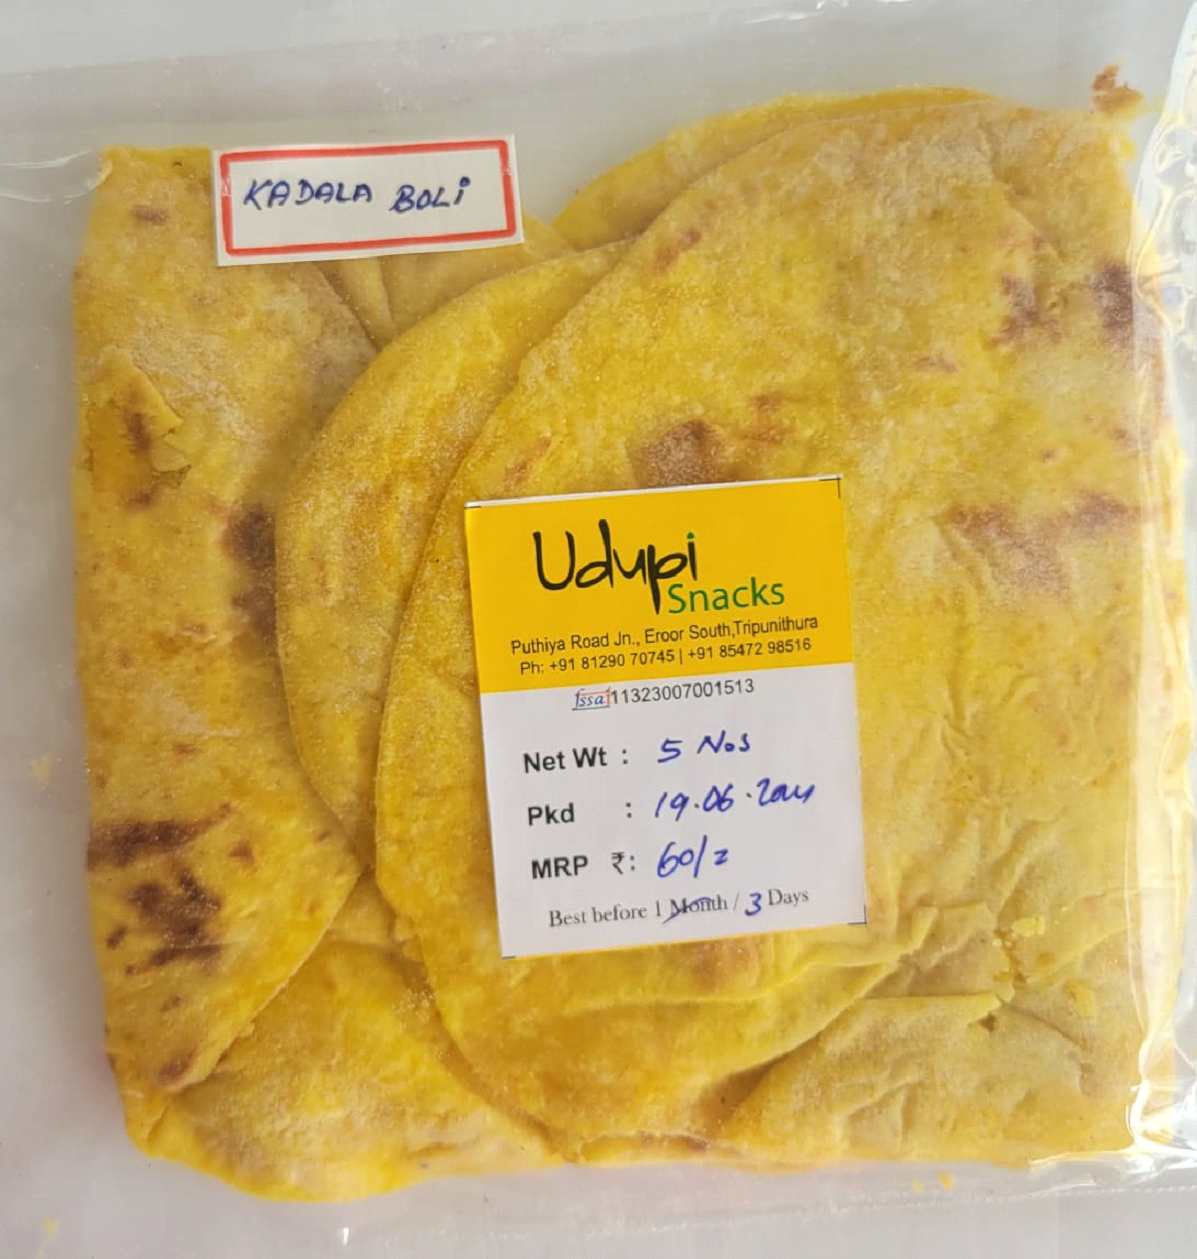 KADALA BOLI
Udupi
Snacks
Puthiya Road Jn., Eroor South,Tripunithura
Ph: +91 81290 70745 | +91 85472 98516
fssai 11323007001513
Net Wt : 5 Nos
Pkd : 19.06.2024
MRP ₹: 60/=
Best before 1 Month / 3 Days